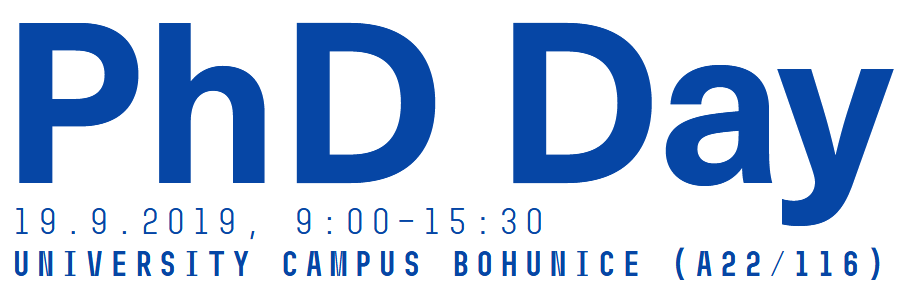 PhD Day
19.9.2019, 9:00–15:30
UNIVERSITY CAMPUS BOHUNICE (A22/116)